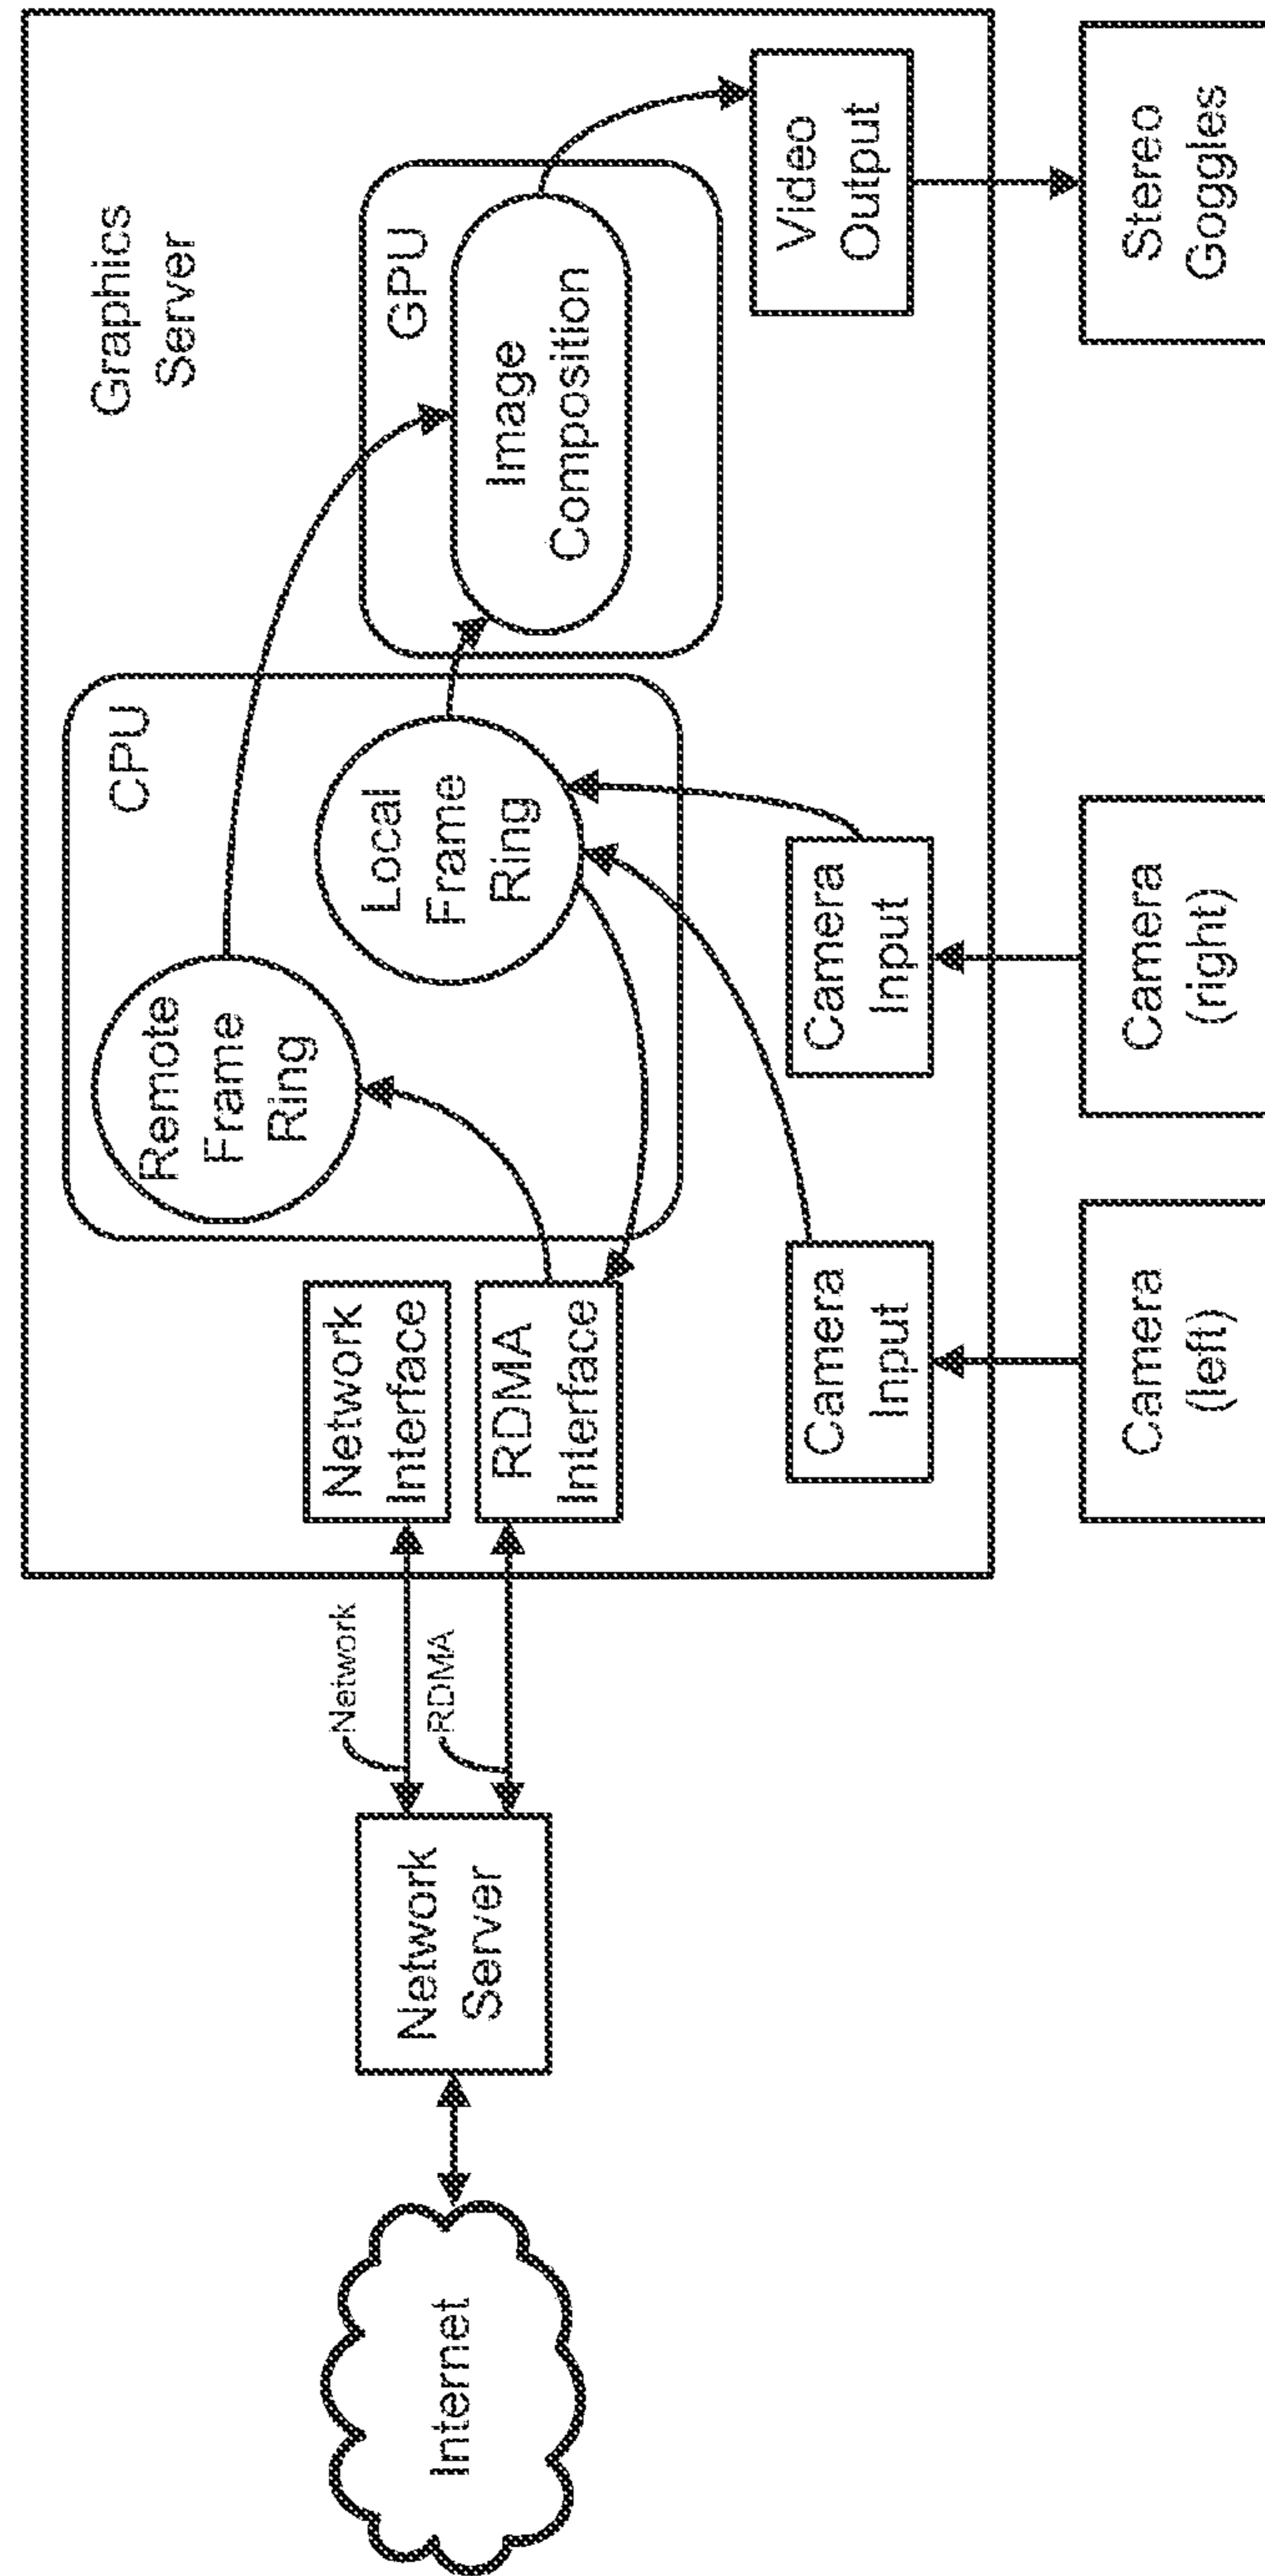 Graphics
Server
CPU
GPU
Remote
Frame
Ring
Local
Frame
Ring
Image
Composition
Network
Interface
RDMA
Interface
Network
RDMA
Network
Server
Internet
Camera
Input
Camera
Input
Video
Output
Camera
(left)
Camera
(right)
Stereo
Goggles